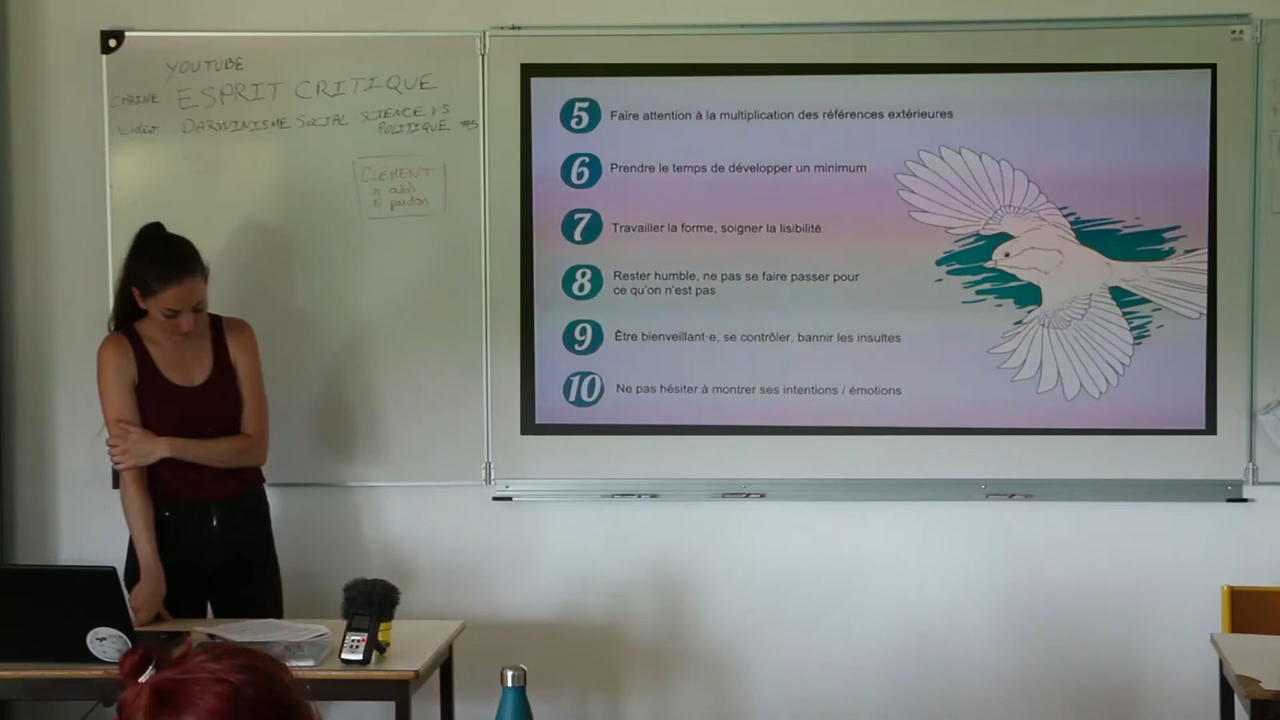 YOUTUBE
CHAINE ESPRIT CRITIQUE
Vidéo DARWINISME SOCIAL SCIENCE VS
POLITIQUE #5
CLEMENT
ni oubli
ni pardon
5 Faire attention à la multiplication des références extérieures
6 Prendre le temps de développer un minimum
7 Travailler la forme, soigner la lisibilité
8 Rester humble, ne pas se faire passer pour
ce qu'on n'est pas
9 Être bienveillant·e, se contrôler, bannir les insultes
10 Ne pas hésiter à montrer ses intentions / émotions